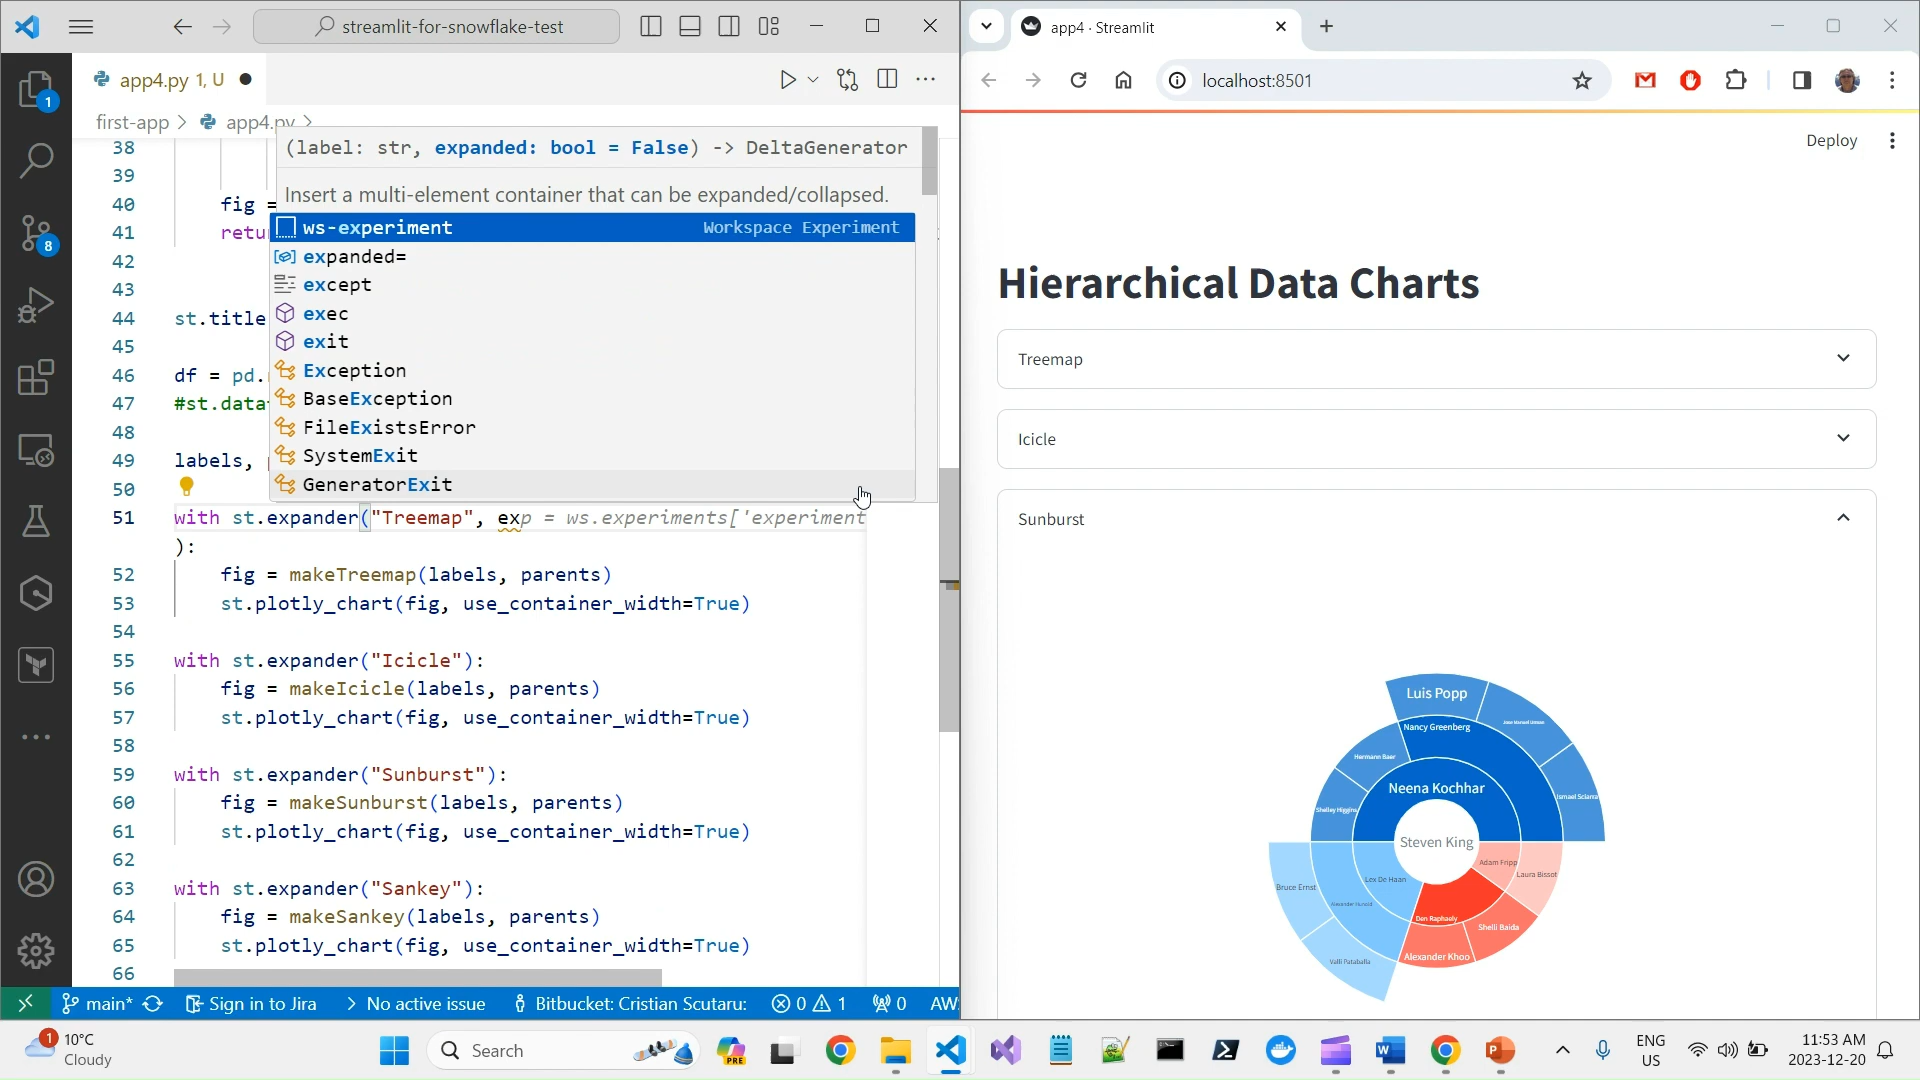 streamlit-for-snowflake-test
app4.py 1, U
first-app > app4.py >
38
(label: str, expanded: bool = False) -> DeltaGenerator
39
Insert a multi-element container that can be expanded/collapsed.
40 fig =
ws-experiment Workspace Experiment
41
expanded=
42
except
43
exec
44 st.title
exit
45
Exception
46 df = pd.
BaseException
47 #st.data
FileExistsError
48
SystemExit
49 labels,
GeneratorExit
50
51 with st.expander("Treemap", exp = ws.experiments['experiment
):
52 fig = makeTreemap(labels, parents)
53 st.plotly_chart(fig, use_container_width=True)
54
55 with st.expander("Icicle"):
56 fig = makeIcicle(labels, parents)
57 st.plotly_chart(fig, use_container_width=True)
58
59 with st.expander("Sunburst"):
60 fig = makeSunburst(labels, parents)
61 st.plotly_chart(fig, use_container_width=True)
62
63 with st.expander("Sankey"):
64 fig = makeSankey(labels, parents)
65 st.plotly_chart(fig, use_container_width=True)
66
1
8
main* Sign in to Jira > No active issue Bitbucket: Cristian Scutaru: 0 1 0 AW
app4 · Streamlit
localhost:8501
Deploy
Hierarchical Data Charts
Treemap
Icicle
Sunburst
Luis Popp
Nancy Greenberg
Hermann Baer
Neena Kochhar
Ismael Sciarra
Shelley Higgins
Steven King
Adam Fripp
Laura Bissot
Lex De Haan
Bruce Ernst
Alexander Hunold
Den Raphaely
Shelli Baida
Alexander Khoo
Valli Pataballa
1
10°C
Cloudy
Search
PRE
ENG
US
11:53 AM
2023-12-20